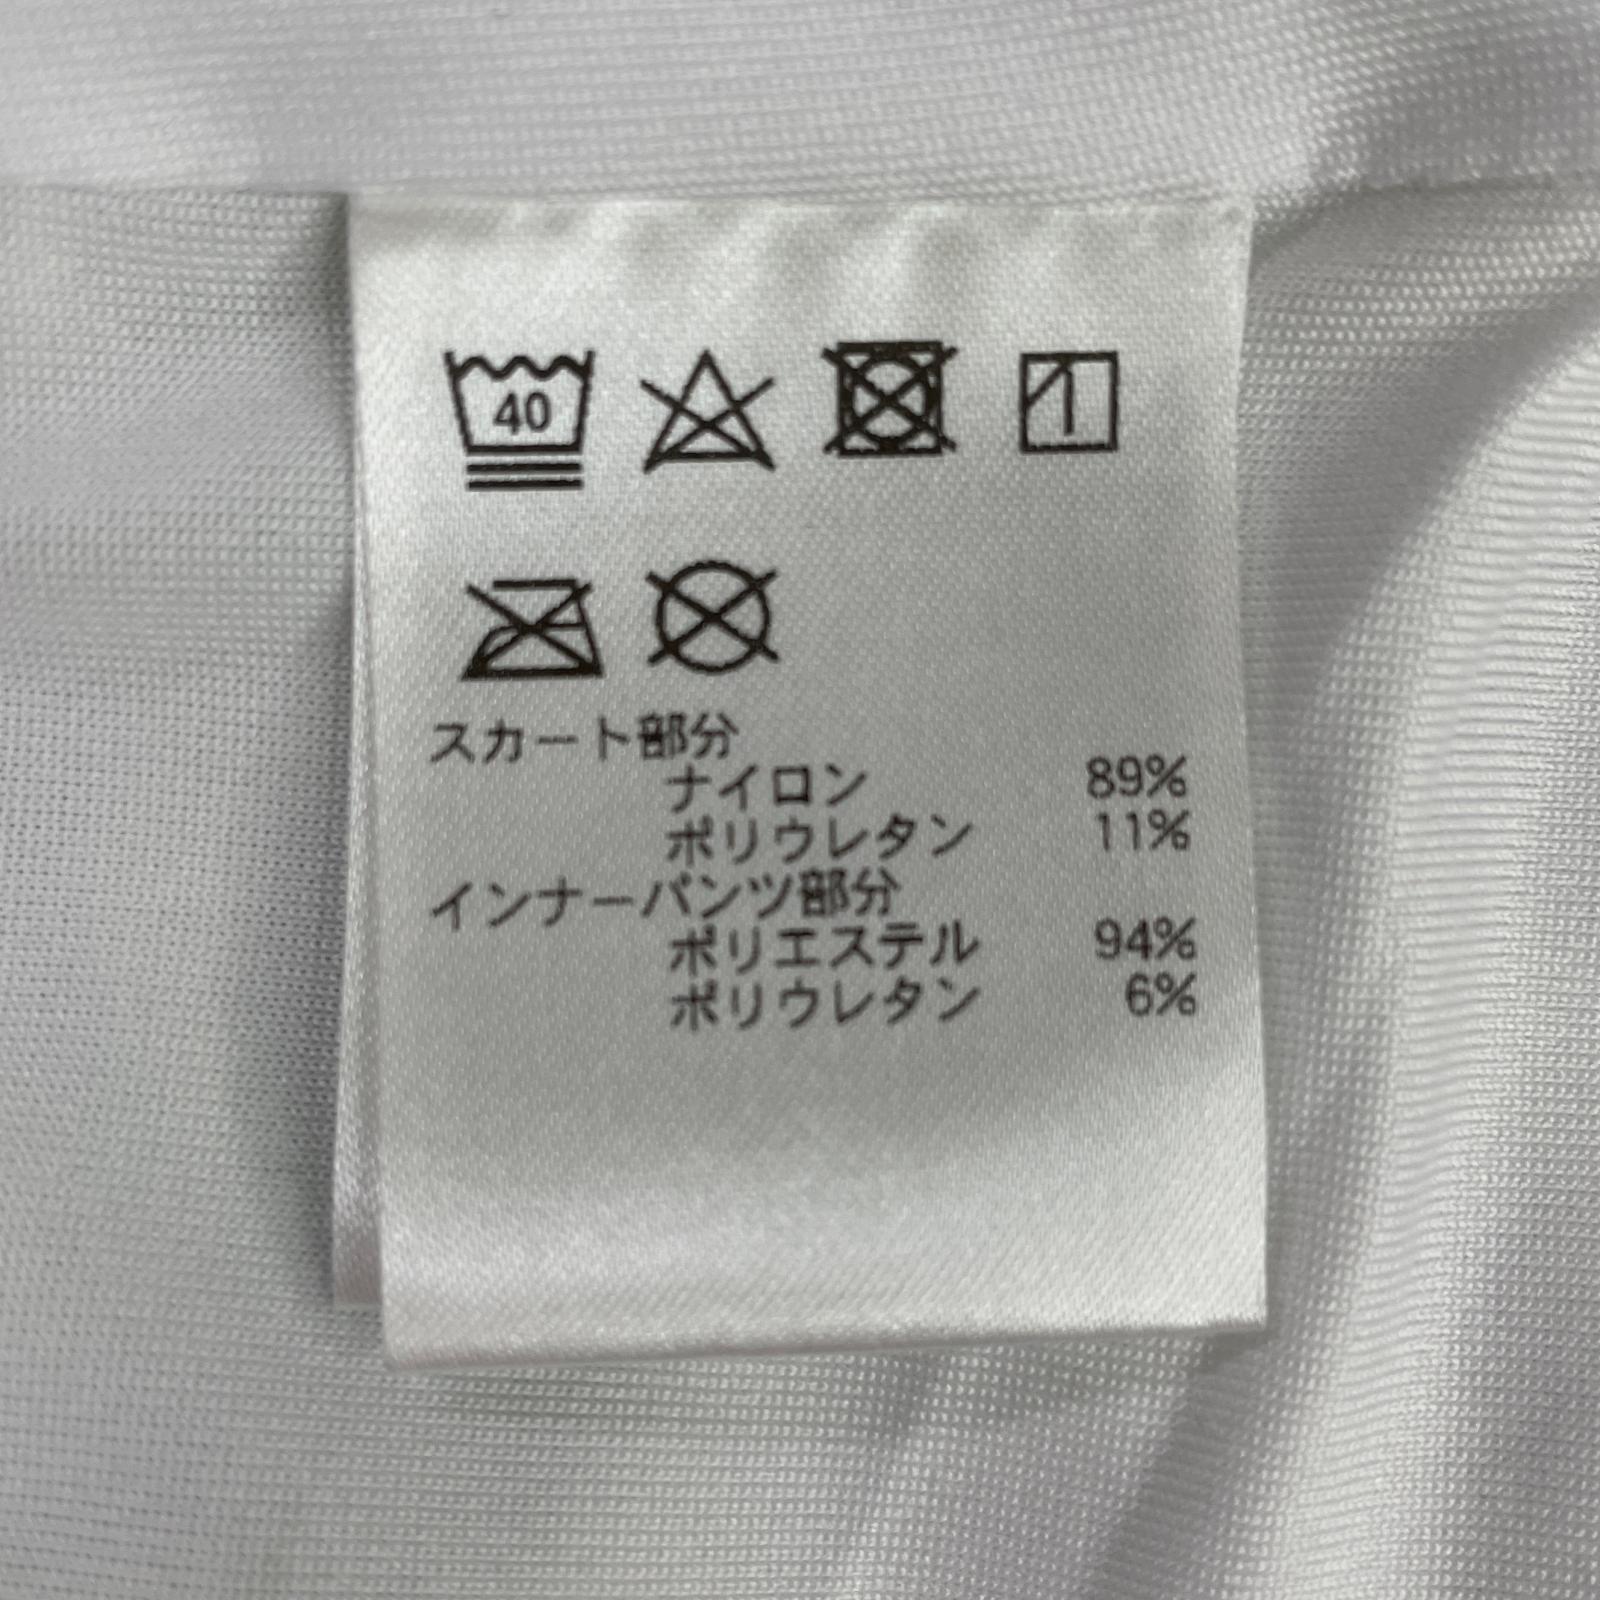 40
スカート部分
ナイロン 89%
ポリウレタン 11%
インナーパンツ部分
ポリエステル 94%
ポリウレタン 6%